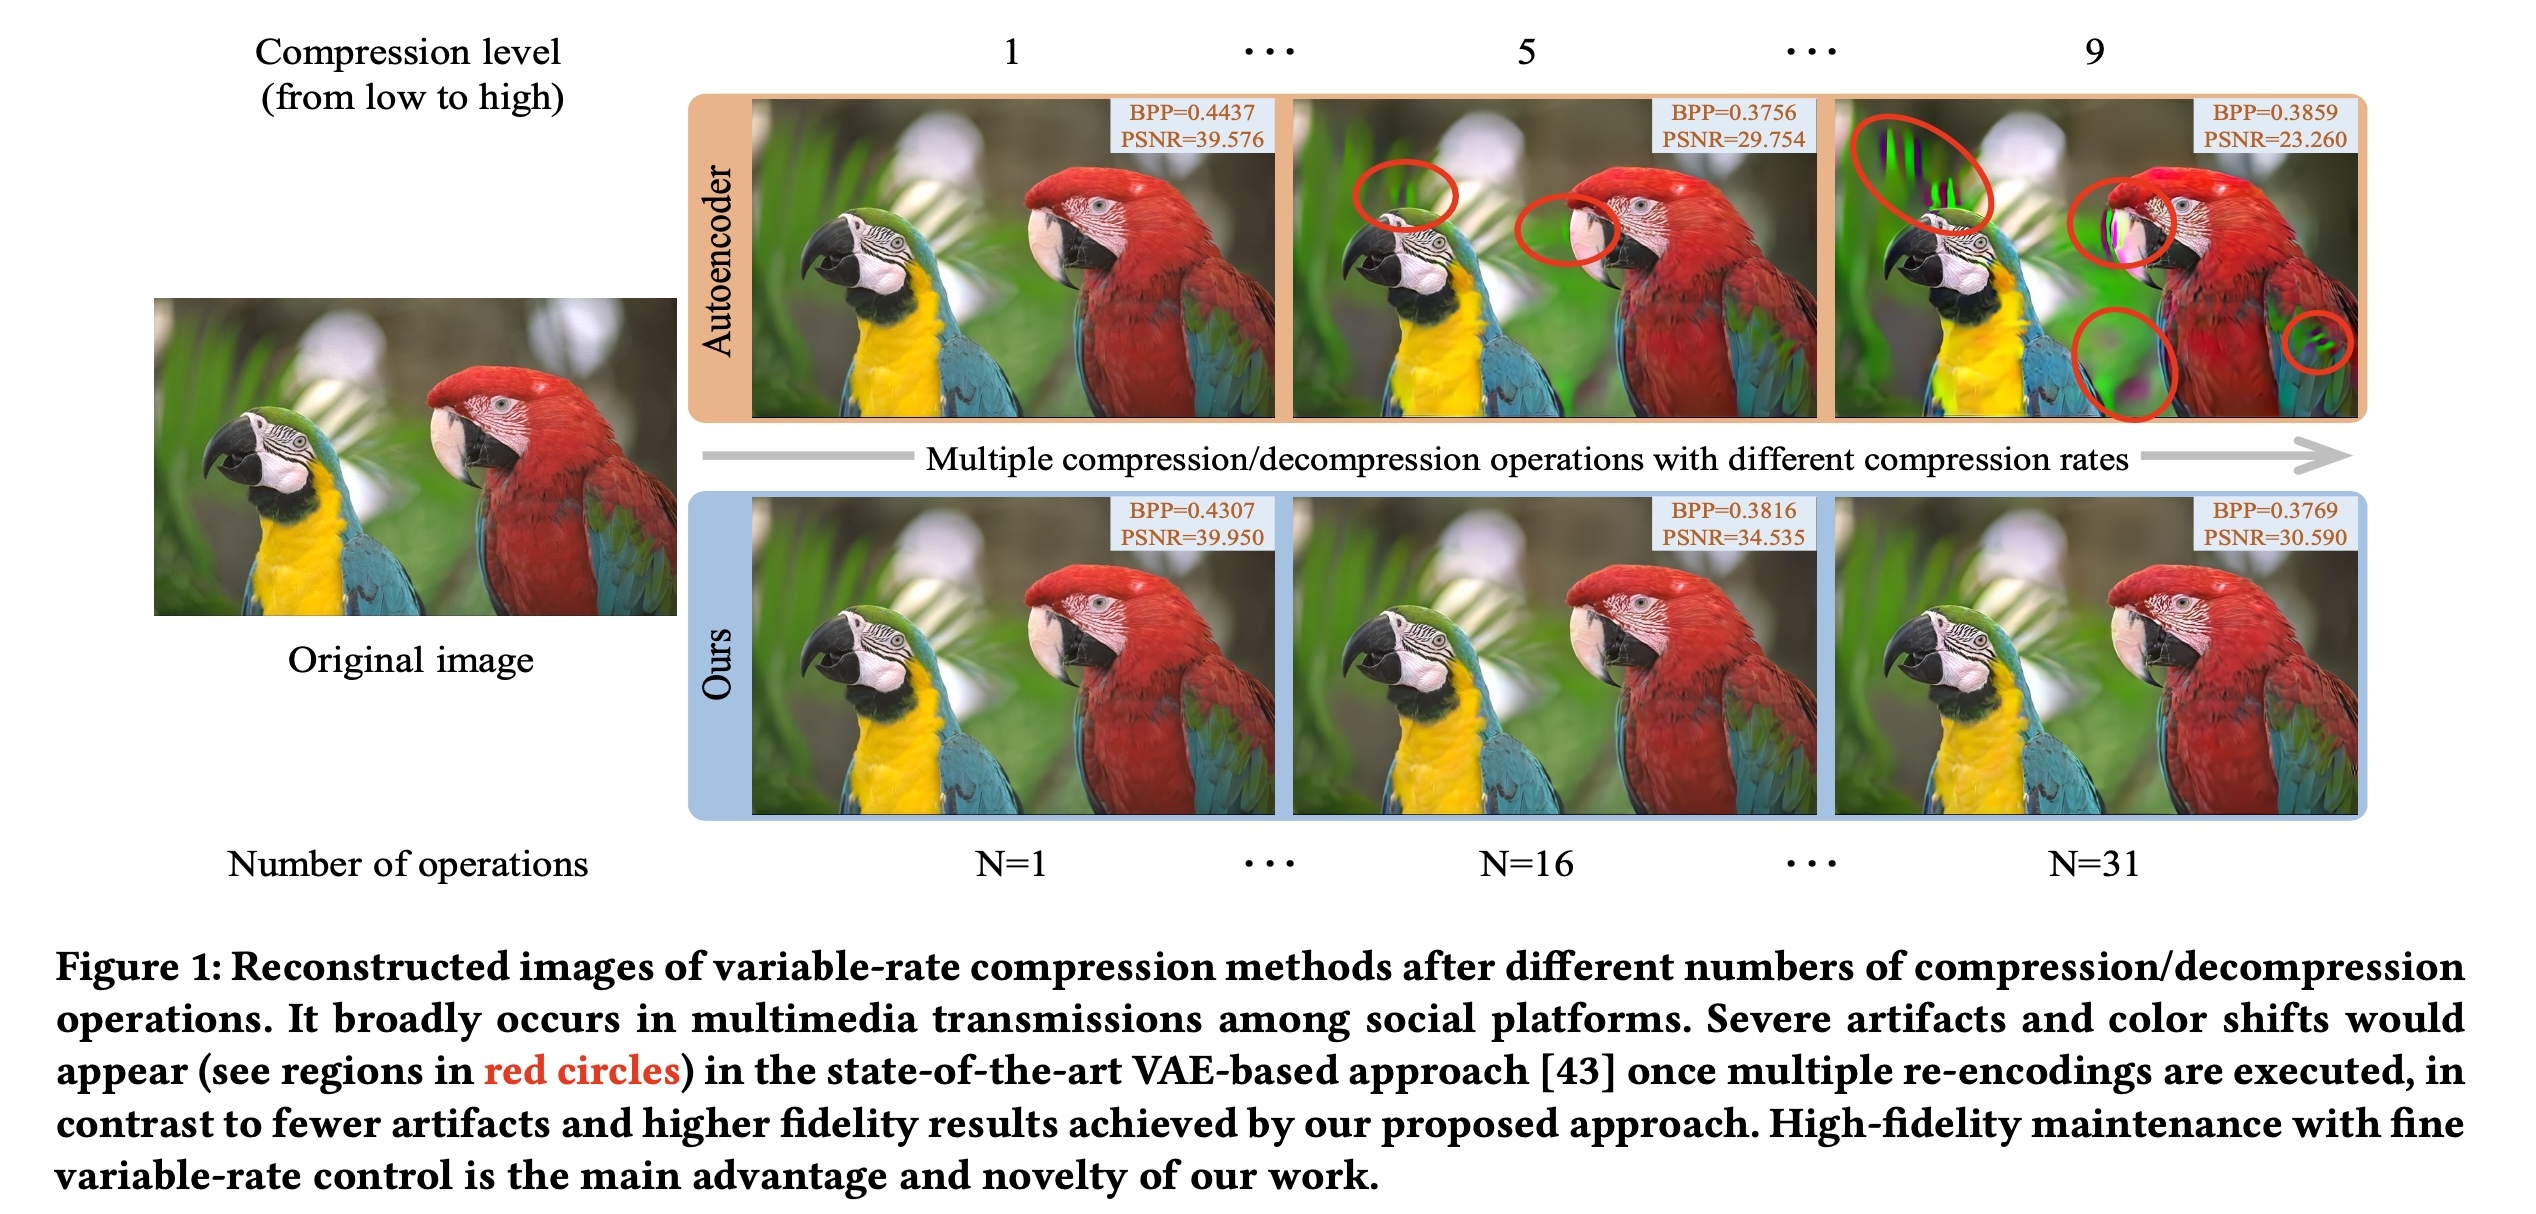 Compression level
(from low to high)
1 ... 5 ... 9
Autoencoder
BPP=0.4437
PSNR=39.576
BPP=0.3756
PSNR=29.754
BPP=0.3859
PSNR=23.260
Multiple compression/decompression operations with different compression rates
Original image
Ours
BPP=0.4307
PSNR=39.950
BPP=0.3816
PSNR=34.535
BPP=0.3769
PSNR=30.590
Number of operations
N=1 ... N=16 ... N=31
Figure 1: Reconstructed images of variable-rate compression methods after different numbers of compression/decompression
operations. It broadly occurs in multimedia transmissions among social platforms. Severe artifacts and color shifts would
appear (see regions in red circles) in the state-of-the-art VAE-based approach [43] once multiple re-encodings are executed, in
contrast to fewer artifacts and higher fidelity results achieved by our proposed approach. High-fidelity maintenance with fine
variable-rate control is the main advantage and novelty of our work.